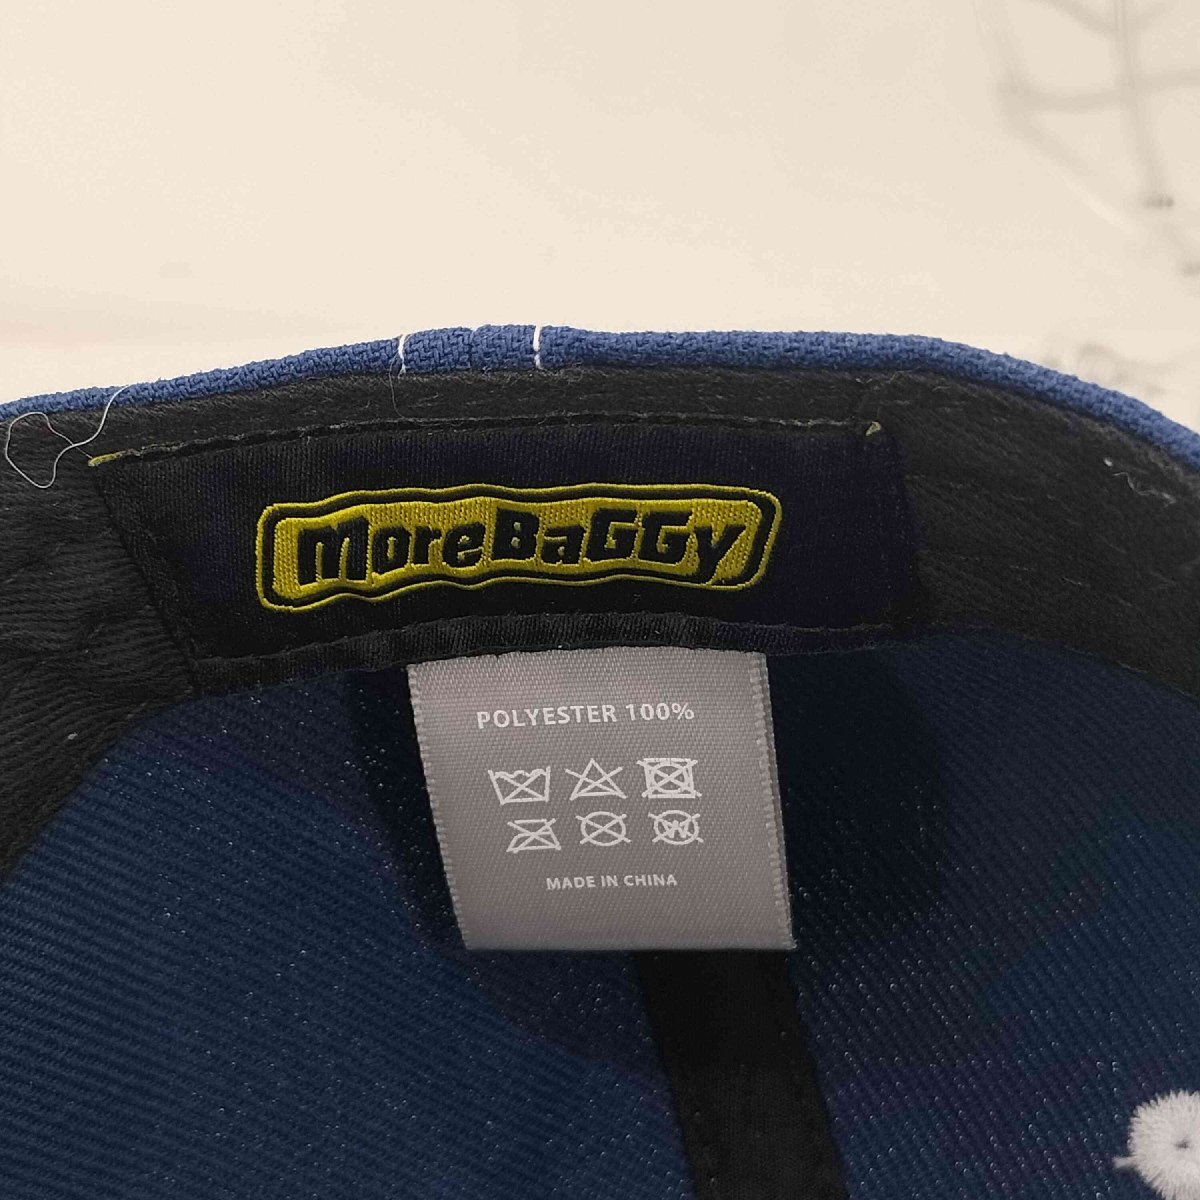 MoreBaGGy
POLYESTER 100%
W
MADE IN CHINA